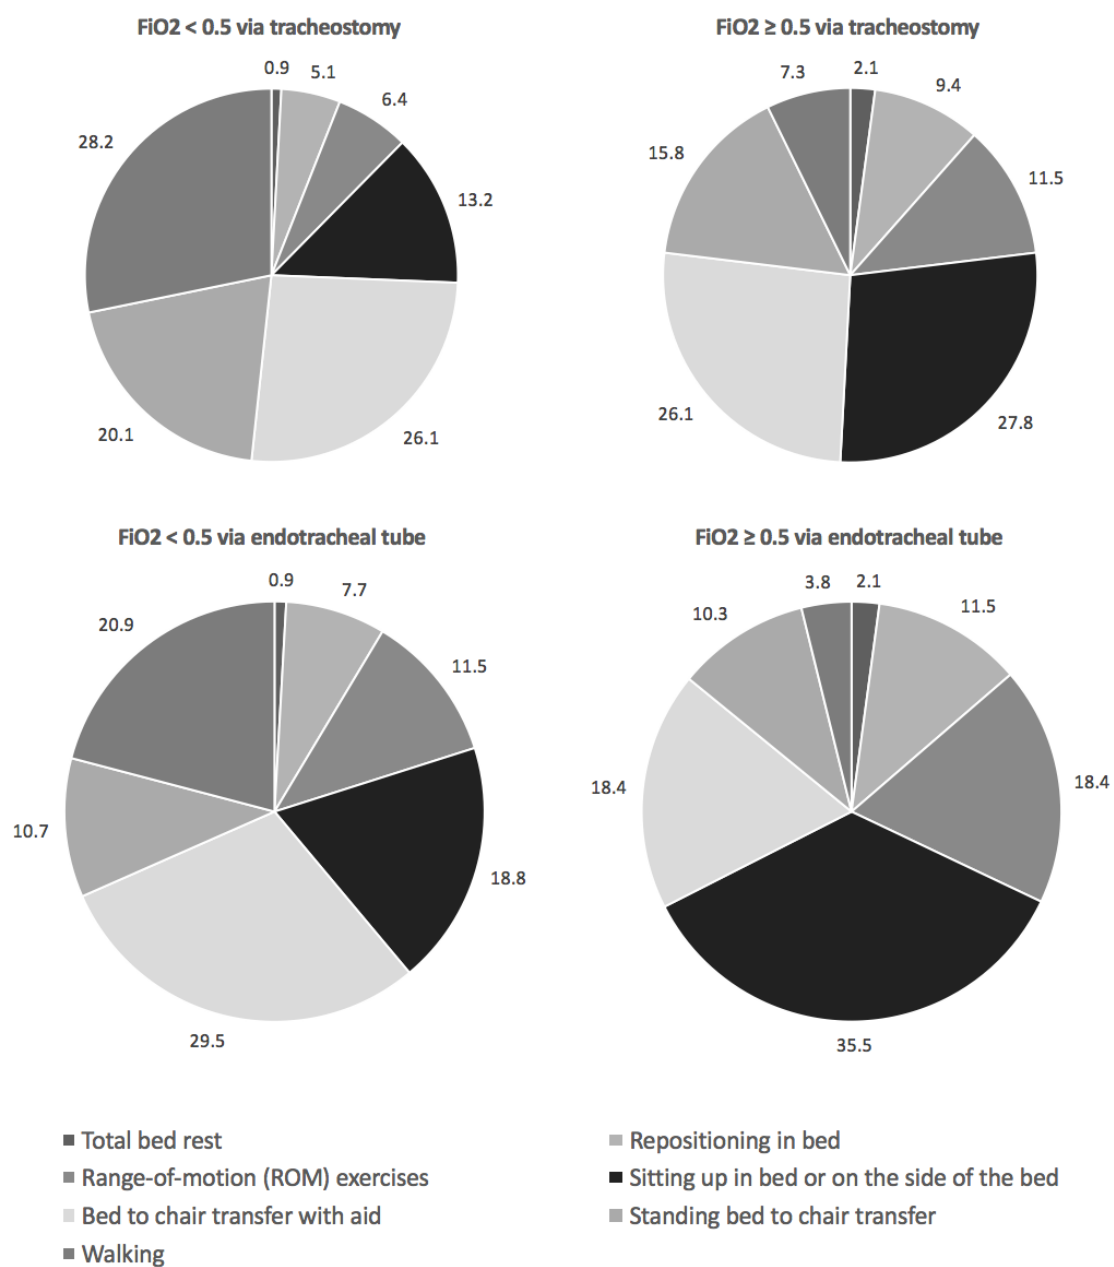 FiO2 < 0.5 via tracheostomy
0.9
5.1
6.4
13.2
26.1
20.1
28.2
FiO2 ≥ 0.5 via tracheostomy
2.1
9.4
11.5
27.8
26.1
15.8
7.3
FiO2 < 0.5 via endotracheal tube
0.9
7.7
11.5
18.8
29.5
10.7
20.9
FiO2 ≥ 0.5 via endotracheal tube
2.1
11.5
18.4
35.5
18.4
10.3
3.8
Total bed rest
Repositioning in bed
Range-of-motion (ROM) exercises
Sitting up in bed or on the side of the bed
Bed to chair transfer with aid
Standing bed to chair transfer
Walking